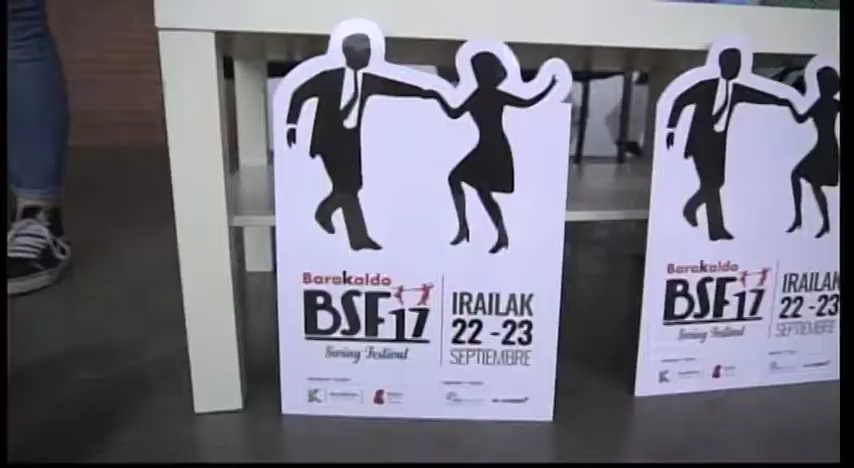 Barakaldo
BSF17
Swing Festival
IRAILAK
22-23
SEPTIEMBRE
Barakaldo
BSF17
Swing Festival
IRAILAK
22-23
SEPTIEMBRE